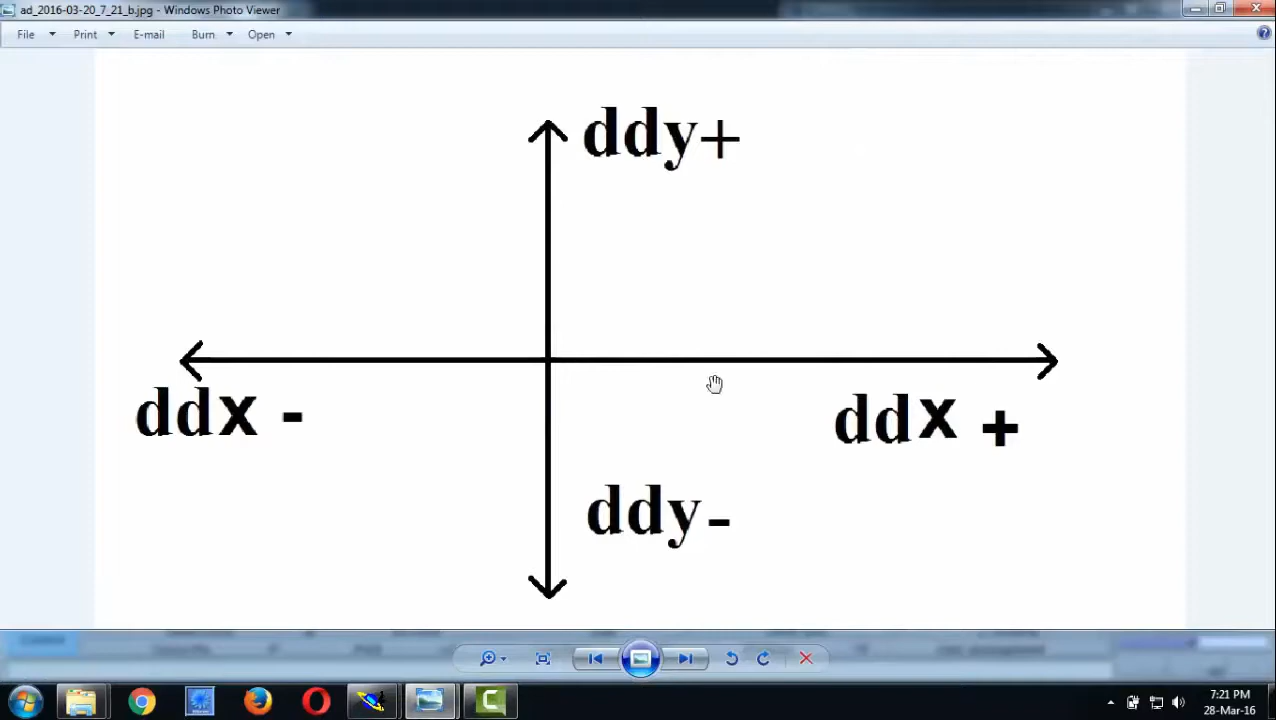 ad_2016-03-20_7_21_b.jpg - Windows Photo Viewer
File Print E-mail Burn Open
ddy+
ddx - ddx +
ddy-
7:21 PM
28-Mar-16